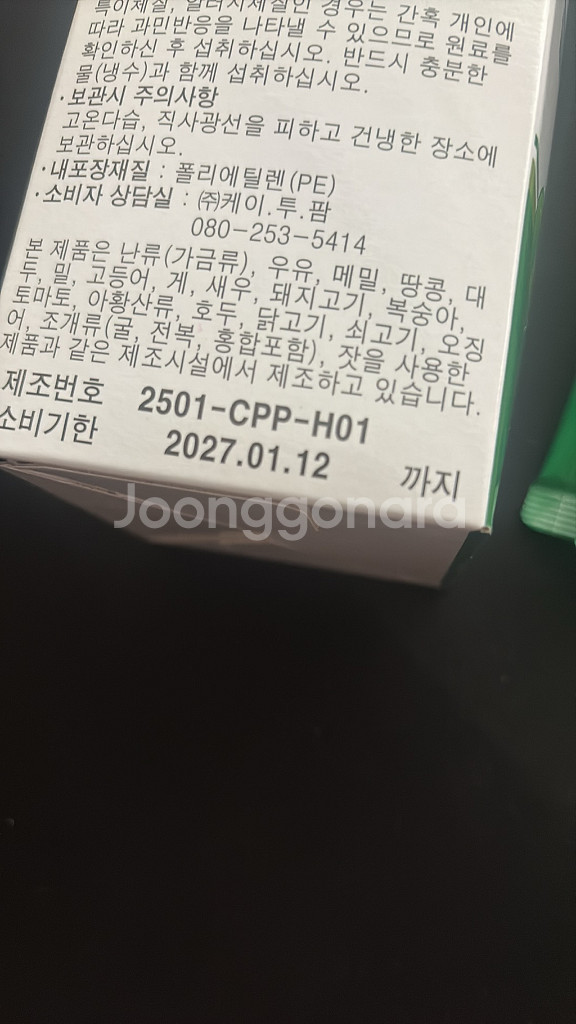 특이체질, 알러지체질인 경우는 간혹 개인에
따라 과민반응을 나타낼 수 있으므로 원료를
확인하신 후 섭취하십시오. 반드시 충분한
물(냉수)과 함께 섭취하십시오.
·보관시 주의사항
고온다습, 직사광선을 피하고 건냉한 장소에
보관하십시오.
·내포장재질 : 폴리에틸렌(PE)
·소비자 상담실 : ㈜케이.투.팜
080-253-5414
본 제품은 난류(가금류), 우유, 메밀, 땅콩, 대
두, 밀, 고등어, 게, 새우, 돼지고기, 복숭아,
토마토, 아황산류, 호두, 닭고기, 쇠고기, 오징
어, 조개류(굴, 전복, 홍합포함), 잣을 사용한
제품과 같은 제조시설에서 제조하고 있습니다.
제조번호 2501-CPP-H01
소비기한 2027.01.12 까지
Joonggonara